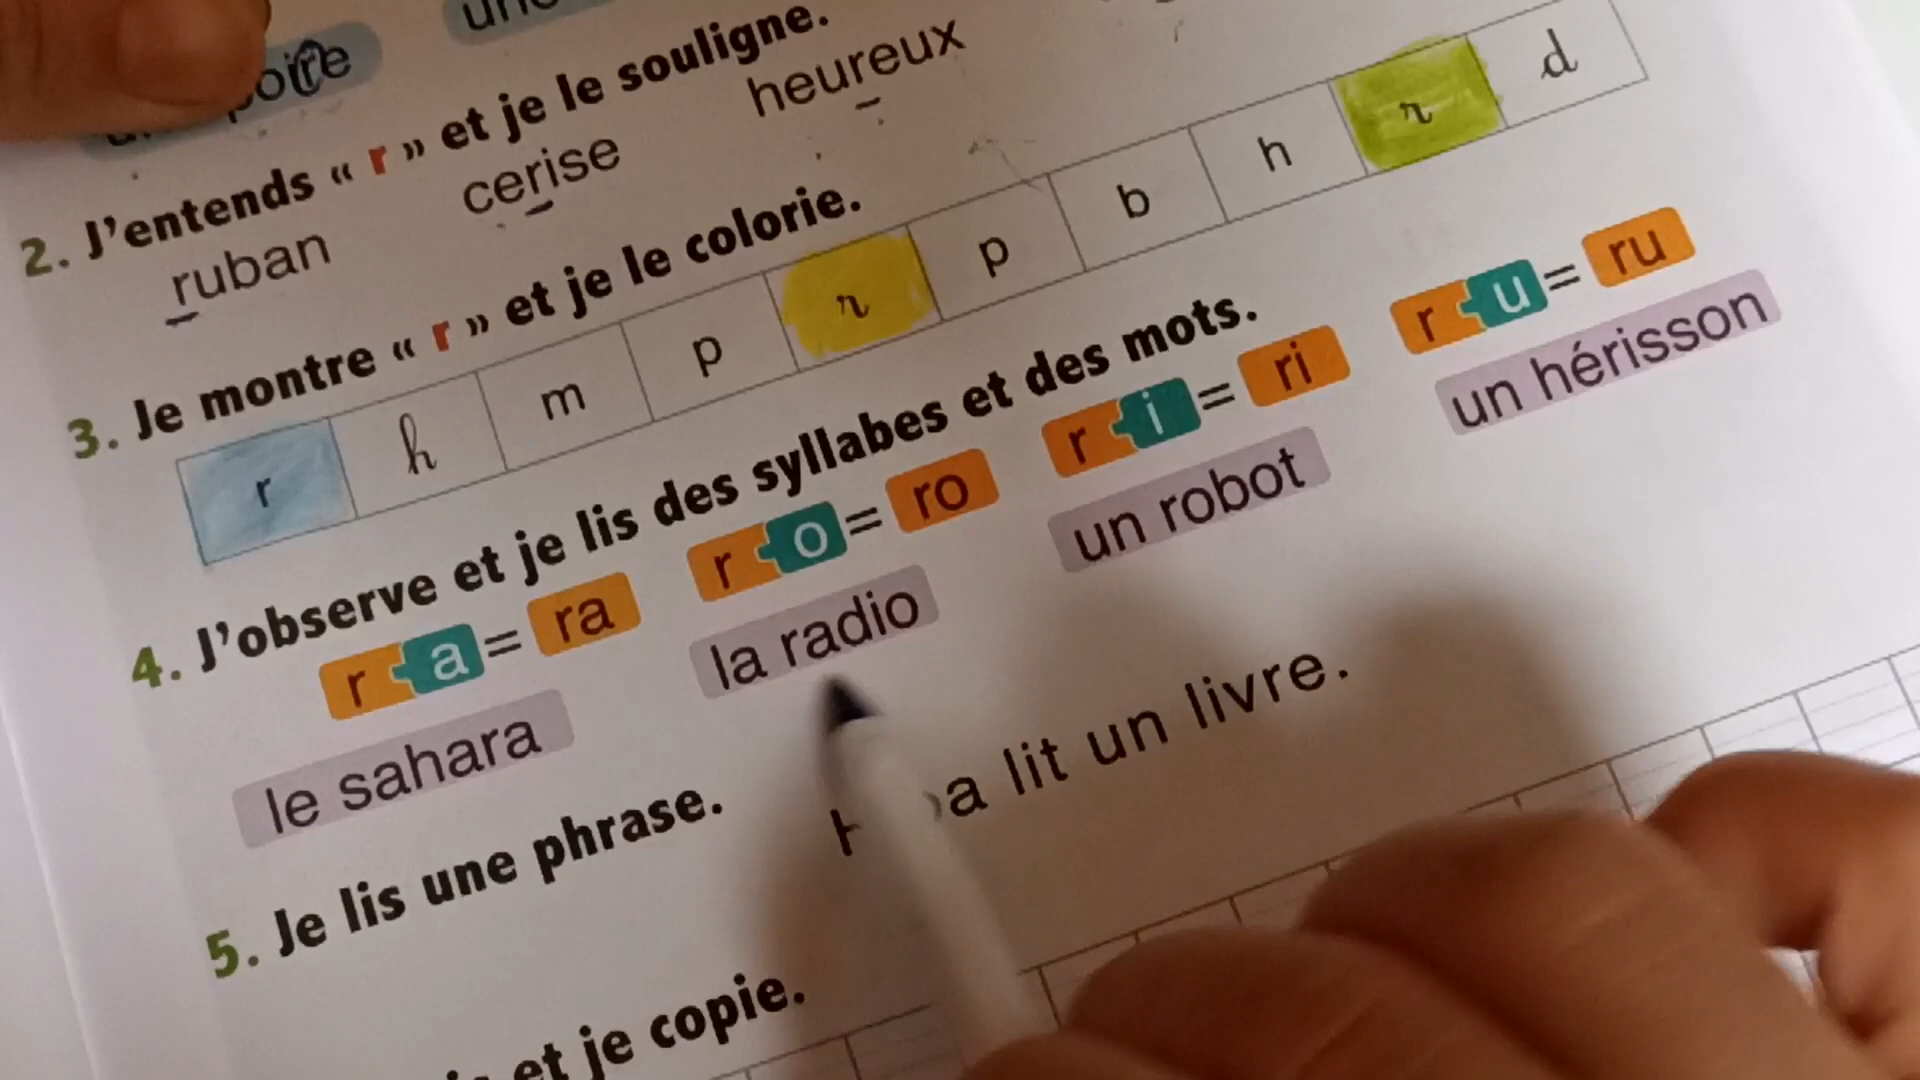 une
poire
2. J'entends « r » et je le souligne.
ruban cerise heureux
3. Je montre « r » et je le colorie.
r h m p r p b h r d
4. J'observe et je lis des syllabes et des mots.
r a = ra r o = ro r i = ri r u = ru
le sahara la radio un robot un hérisson
5. Je lis une phrase.
lit un livre.
et je copie.